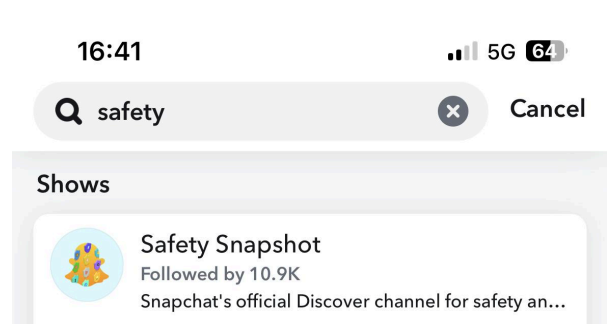 16:41 5G 64
safety Cancel
Shows
Safety Snapshot
Followed by 10.9K
Snapchat's official Discover channel for safety an...